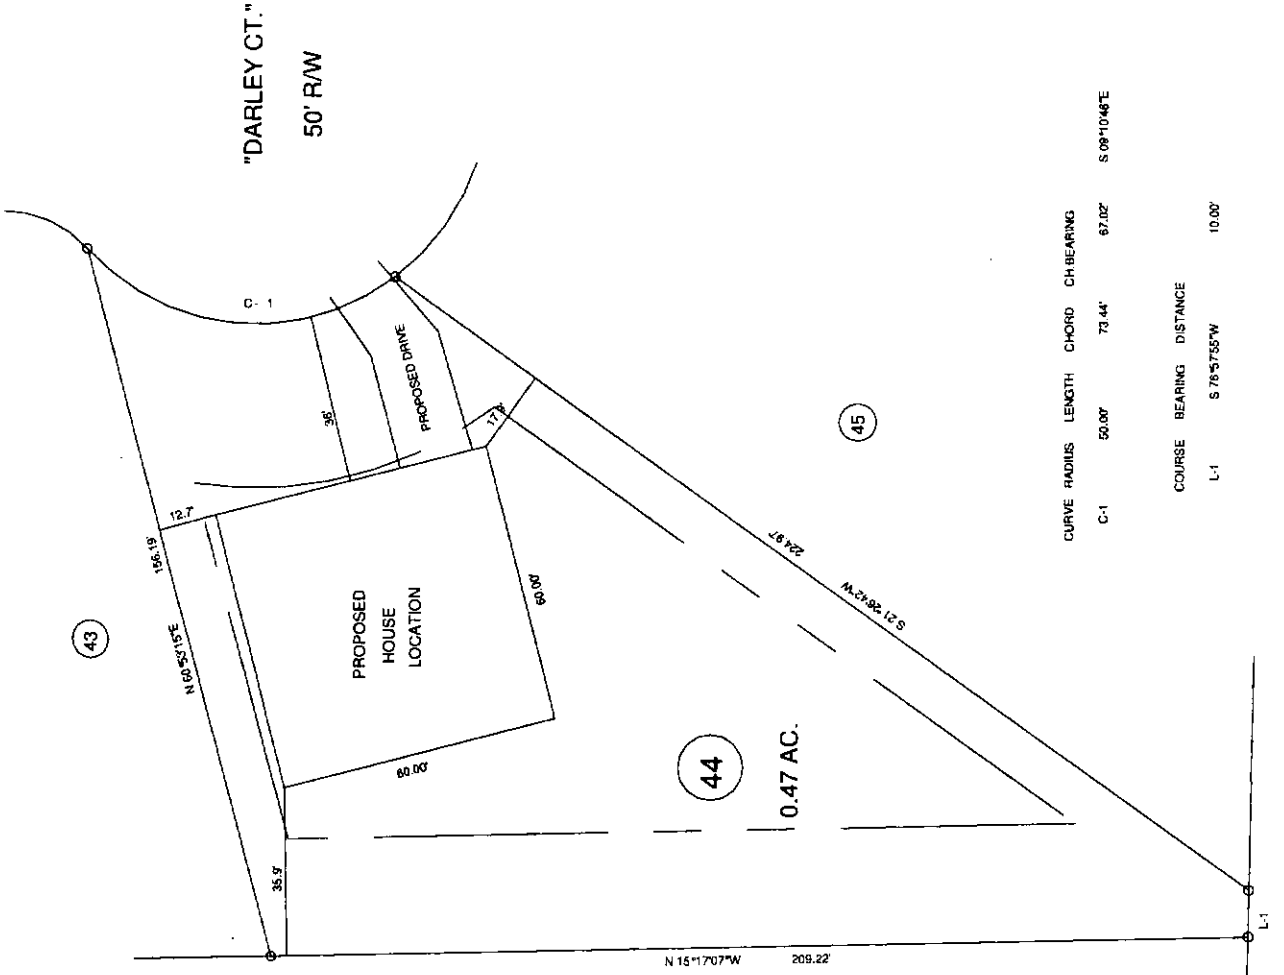 "DARLEY CT."
50' R/W
C- 1
36'
PROPOSED DRIVE
17.8'
12.7'
156.19'
N 60°53'15"E
43
45
PROPOSED
HOUSE
LOCATION
60.00'
60.00'
224.97'
S 21°26'42"W
44
0.47 AC.
35.9'
N 15°17'07"W 209.22'
L-1
CURVE RADIUS LENGTH CHORD CH.BEARING
C-1 50.00' 73.44' 67.02' S 09°10'46"E
COURSE BEARING DISTANCE
L-1 S 76°57'55"W 10.00'